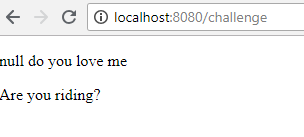 localhost:8080/challenge
null do you love me
Are you riding?